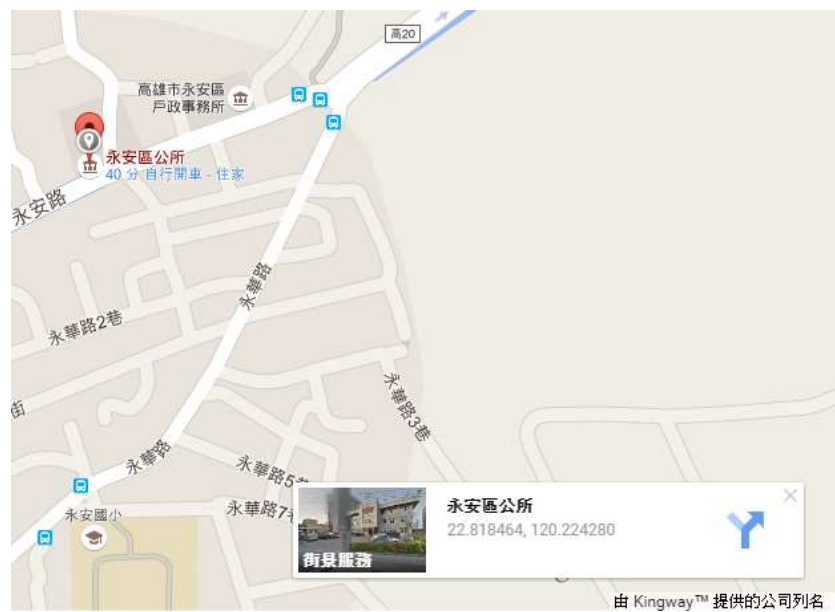 高20
高雄市永安區
戶政事務所
永安區公所
40 分 自行開車 - 住家
永安路
永華路
永華路2巷
街
永華路3巷
永華路
永華路5巷
永華路7巷
永安國小
永安區公所
22.818464, 120.224280
街景服務
由 Kingway™ 提供的公司列名